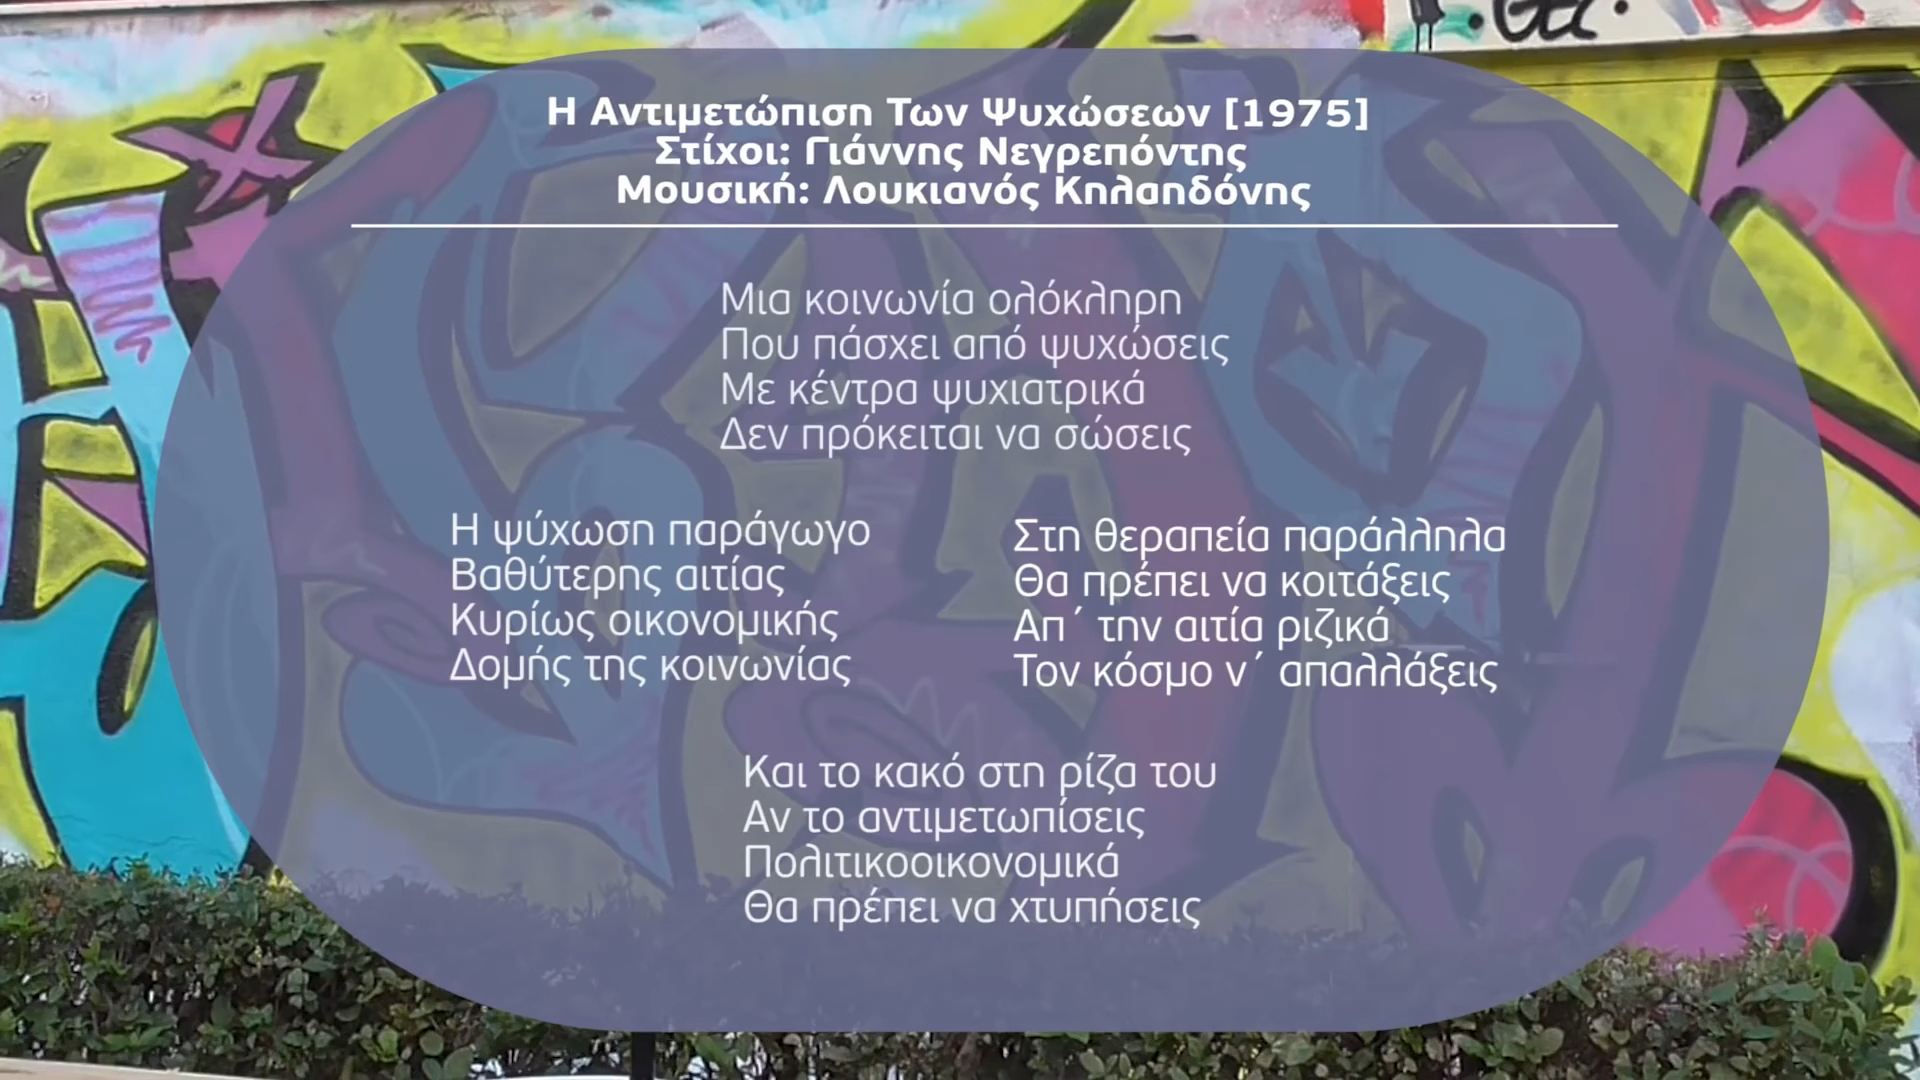 Η Αντιμετώπιση Των Ψυχώσεων [1975]
Στίχοι: Γιάννης Νεγρεπόντης
Μουσική: Λουκιανός Κηλαηδόνης
Μια κοινωνία ολόκληρη
Που πάσχει από ψυχώσεις
Με κέντρα ψυχιατρικά
Δεν πρόκειται να σώσεις
Η ψύχωση παράγωγο
Βαθύτερης αιτίας
Κυρίως οικονομικής
Δομής της κοινωνίας
Στη θεραπεία παράλληλα
Θα πρέπει να κοιτάξεις
Απ΄ την αιτία ριζικά
Τον κόσμο ν΄ απαλλάξεις
Και το κακό στη ρίζα του
Αν το αντιμετωπίσεις
Πολιτικοοικονομικά
Θα πρέπει να χτυπήσεις